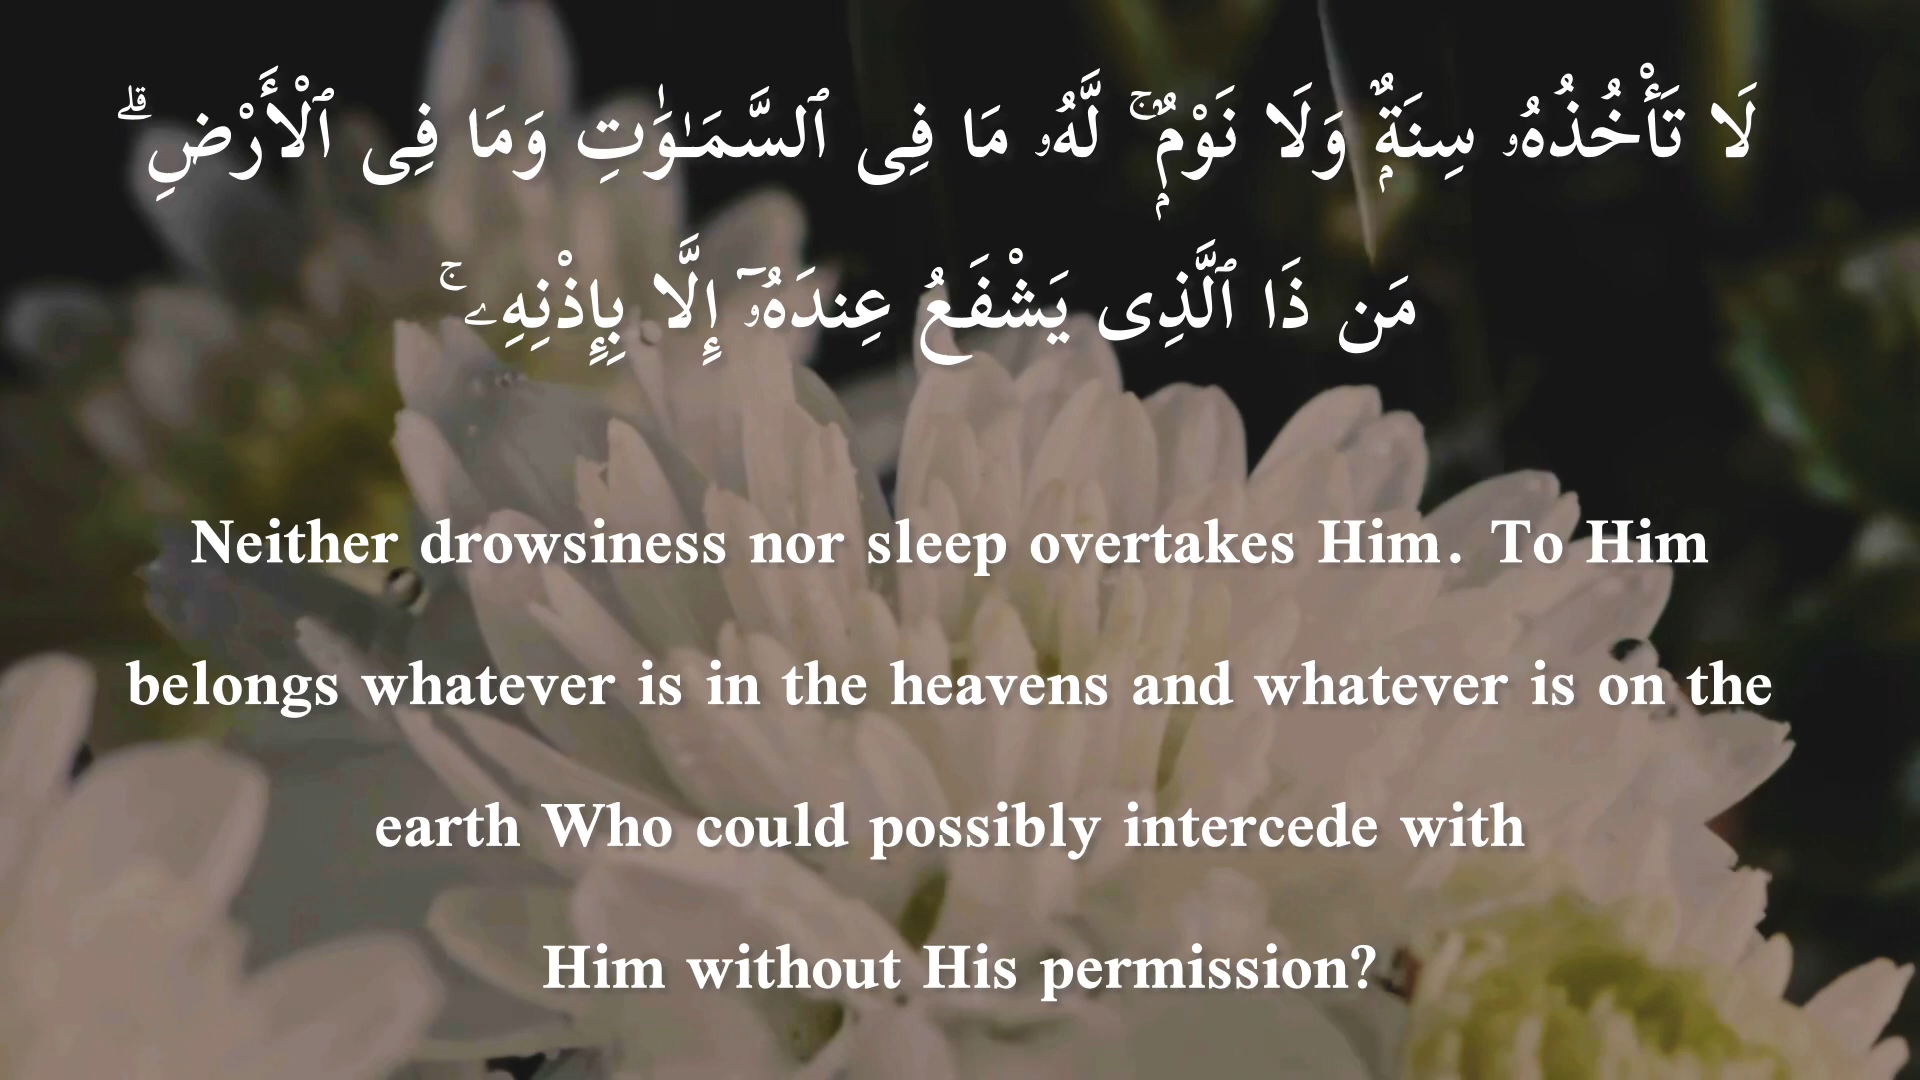 لَا تَأْخُذُهُۥ سِنَةٌۭ وَلَا نَوْمٌۭ ۚ لَّهُۥ مَا فِى ٱلسَّمَـٰوَٰتِ وَمَا فِى ٱلْأَرْضِ ۗ
مَن ذَا ٱلَّذِى يَشْفَعُ عِندَهُۥٓ إِلَّا بِإِذْنِهِۦ ۚ
Neither drowsiness nor sleep overtakes Him. To Him
belongs whatever is in the heavens and whatever is on the
earth Who could possibly intercede with
Him without His permission?